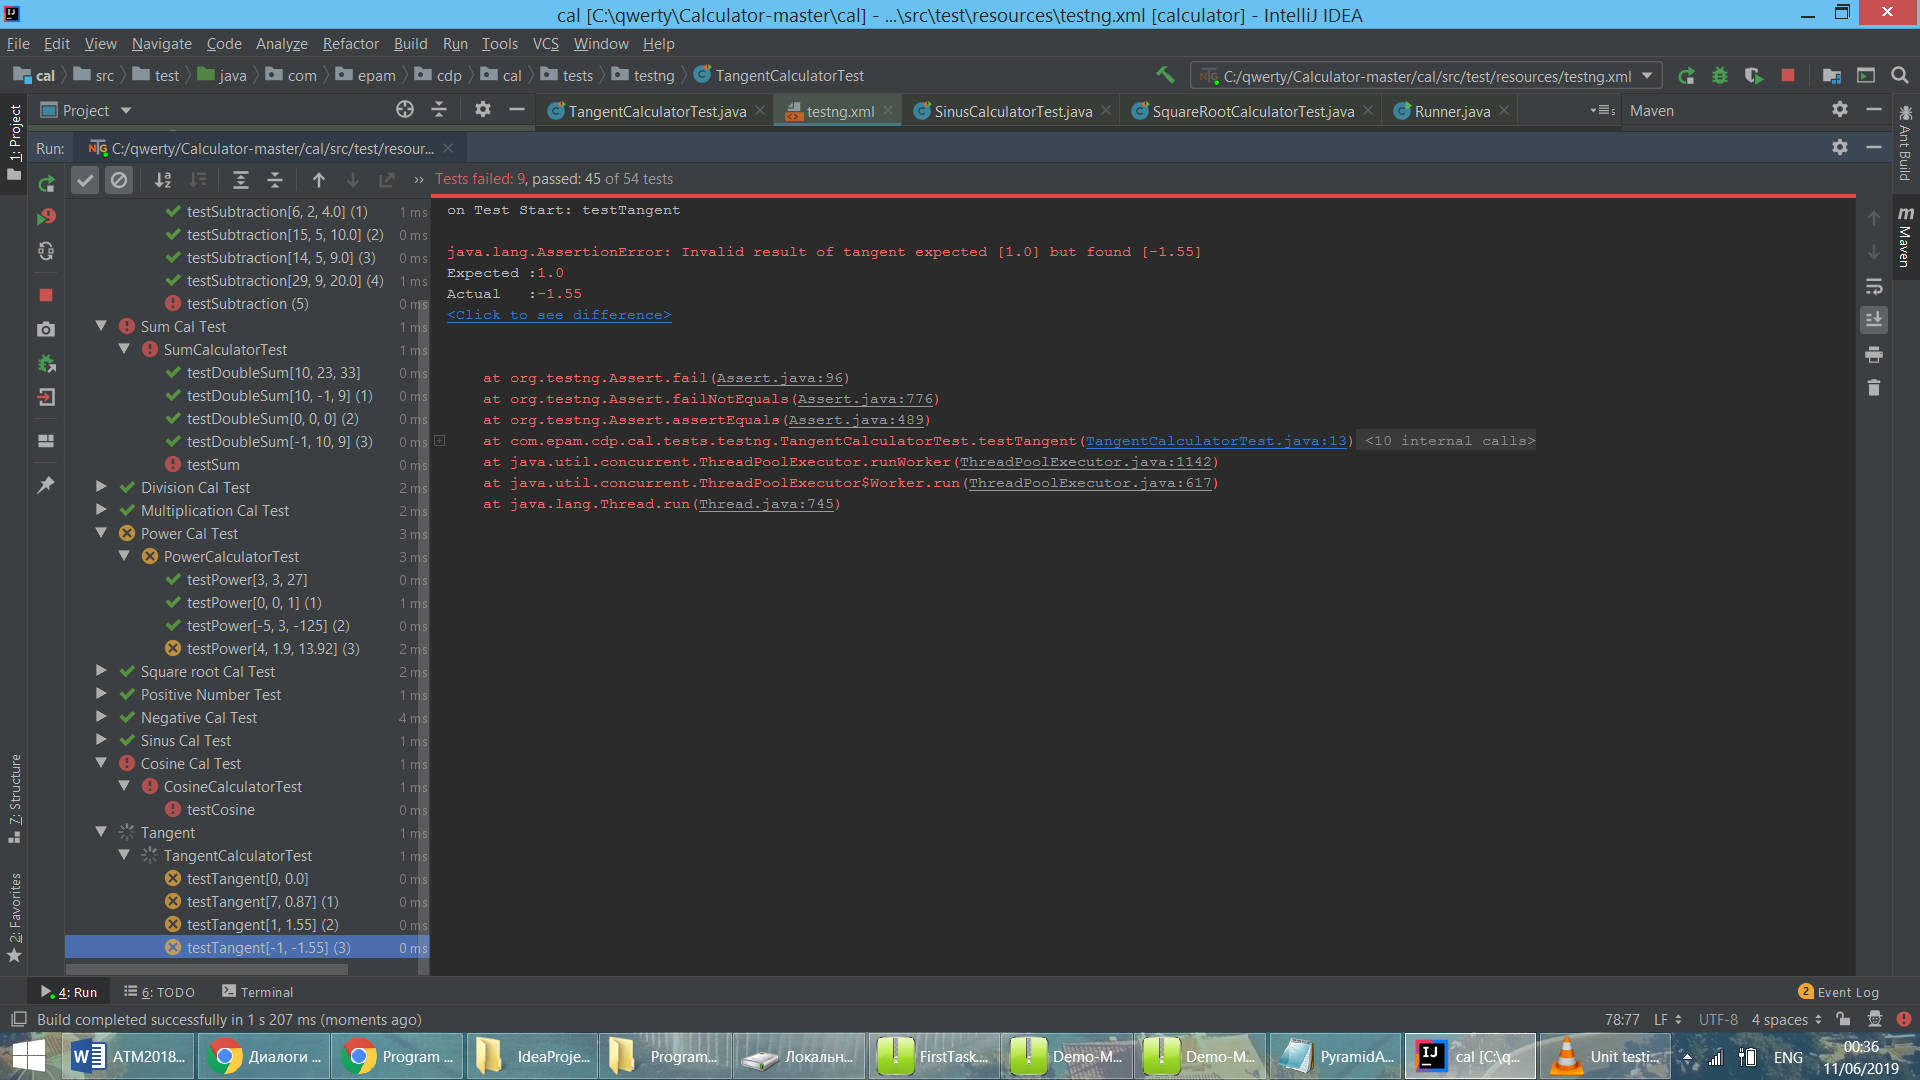 cal [C:\qwerty\Calculator-master\cal] - ...\src\test\resources\testng.xml [calculator] - IntelliJ IDEA
File Edit View Navigate Code Analyze Refactor Build Run Tools VCS Window Help
cal src test java com epam cdp cal tests testng TangentCalculatorTest
C:/qwerty/Calculator-master/cal/src/test/resources/testng.xml
Project
TangentCalculatorTest.java testng.xml SinusCalculatorTest.java SquareRootCalculatorTest.java Runner.java
Maven
1: Project
Ant Build
Maven
Run: C:/qwerty/Calculator-master/cal/src/test/resour...
Tests failed: 9, passed: 45 of 54 tests
testSubtraction[6, 2, 4.0] (1) 1 ms
testSubtraction[15, 5, 10.0] (2) 0 ms
testSubtraction[14, 5, 9.0] (3) 0 ms
testSubtraction[29, 9, 20.0] (4) 1 ms
testSubtraction (5) 0 ms
Sum Cal Test 1 ms
SumCalculatorTest 1 ms
testDoubleSum[10, 23, 33] 0 ms
testDoubleSum[10, -1, 9] (1) 0 ms
testDoubleSum[0, 0, 0] (2) 0 ms
testDoubleSum[-1, 10, 9] (3) 0 ms
testSum 0 ms
Division Cal Test 2 ms
Multiplication Cal Test 2 ms
Power Cal Test 3 ms
PowerCalculatorTest 3 ms
testPower[3, 3, 27] 0 ms
testPower[0, 0, 1] (1) 1 ms
testPower[-5, 3, -125] (2) 0 ms
testPower[4, 1.9, 13.92] (3) 2 ms
Square root Cal Test 2 ms
Positive Number Test 1 ms
Negative Cal Test 4 ms
Sinus Cal Test 1 ms
Cosine Cal Test 1 ms
CosineCalculatorTest 1 ms
testCosine 0 ms
Tangent 1 ms
TangentCalculatorTest 1 ms
testTangent[0, 0.0] 0 ms
testTangent[7, 0.87] (1) 0 ms
testTangent[1, 1.55] (2) 0 ms
testTangent[-1, -1.55] (3) 0 ms
on Test Start: testTangent
java.lang.AssertionError: Invalid result of tangent expected [1.0] but found [-1.55]
Expected :1.0
Actual   :-1.55
<Click to see difference>
at org.testng.Assert.fail(Assert.java:96)
at org.testng.Assert.failNotEquals(Assert.java:776)
at org.testng.Assert.assertEquals(Assert.java:489)
at com.epam.cdp.cal.tests.testng.TangentCalculatorTest.testTangent(TangentCalculatorTest.java:13) <10 internal calls>
at java.util.concurrent.ThreadPoolExecutor.runWorker(ThreadPoolExecutor.java:1142)
at java.util.concurrent.ThreadPoolExecutor$Worker.run(ThreadPoolExecutor.java:617)
at java.lang.Thread.run(Thread.java:745)
7: Structure
2: Favorites
4: Run 6: TODO Terminal
2 Event Log
Build completed successfully in 1 s 207 ms (moments ago)
78:77 LF UTF-8 4 spaces
ATM2018... Диалоги ... Program ... IdeaProje... Program... Локальн... FirstTask.... Demo-M... Demo-M... PyramidA... cal [C:\q... Unit testi... ENG
00:36
11/06/2019